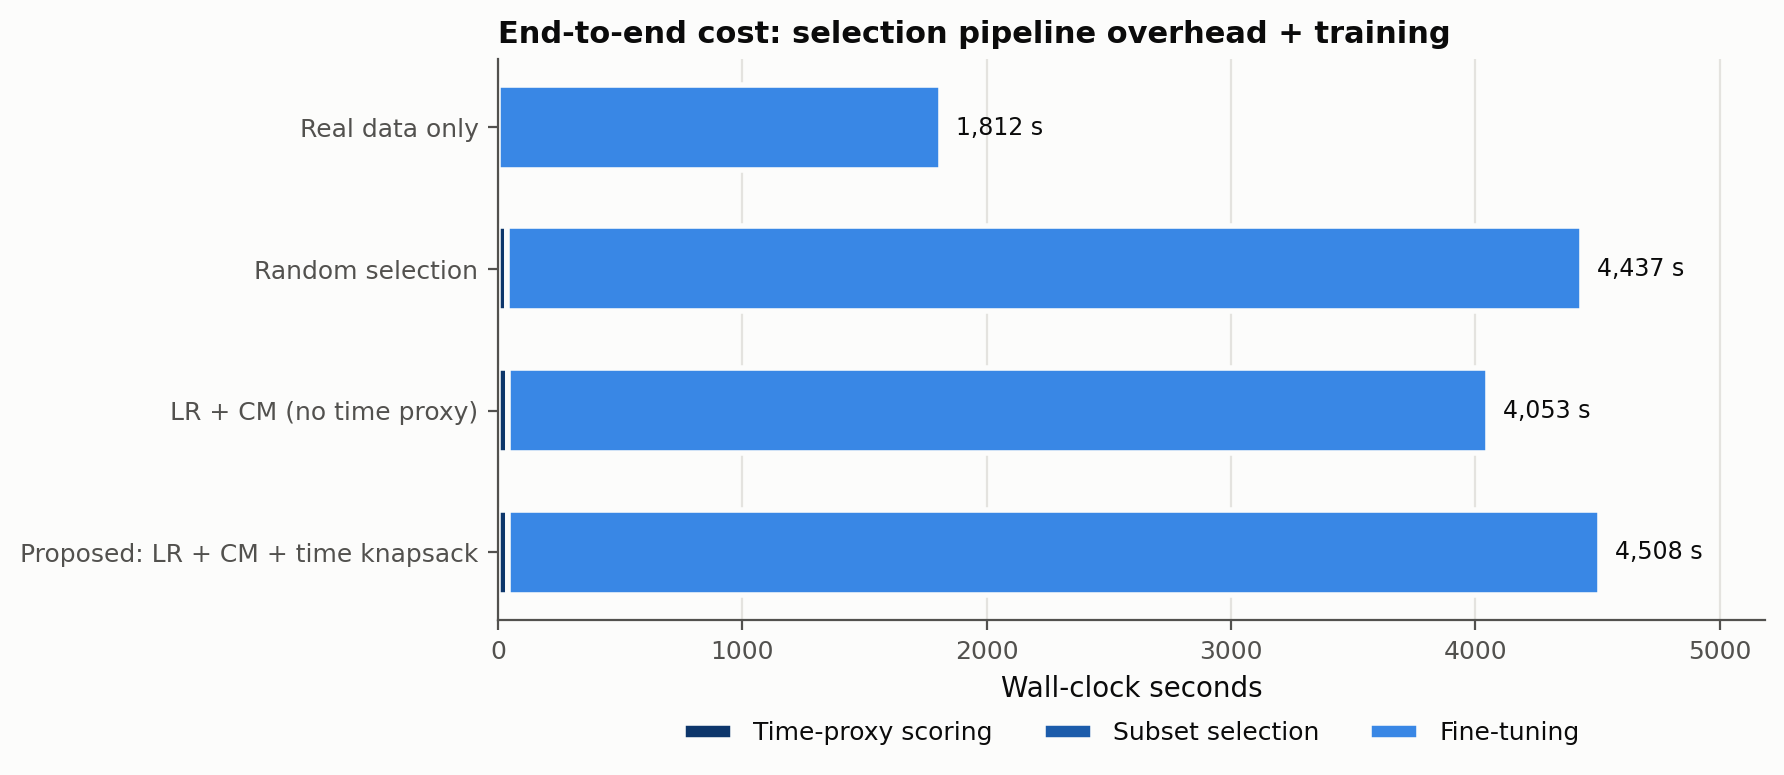 End-to-end cost: selection pipeline overhead + training
Real data only
1,812 s
Random selection
4,437 s
LR + CM (no time proxy)
4,053 s
Proposed: LR + CM + time knapsack
4,508 s
0 1000 2000 3000 4000 5000
Wall-clock seconds
Time-proxy scoring Subset selection Fine-tuning